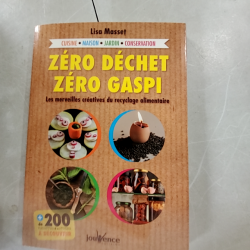 Lisa Masset
CUISINE • MAISON • JARDIN • CONSERVATION
ZÉRO DÉCHET
ZÉRO GASPI
Les merveilles créatives du recyclage alimentaire
200
Jouvence